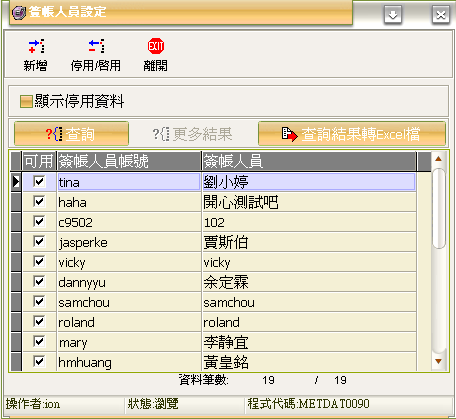 簽帳人員設定
新增 停用/啓用 離開
顯示停用資料
查詢 更多結果 查詢結果轉Excel檔
可用 簽帳人員帳號 簽帳人員
tina 劉小婷
haha 開心測試吧
c9502 102
jasperke 賈斯伯
vicky vicky
dannyyu 余定霖
samchou samchou
roland roland
mary 李静宜
hmhuang 黃皇銘
資料筆數: 19 / 19
操作者:ion 狀態:瀏覽 程式代碼:METDAT0090